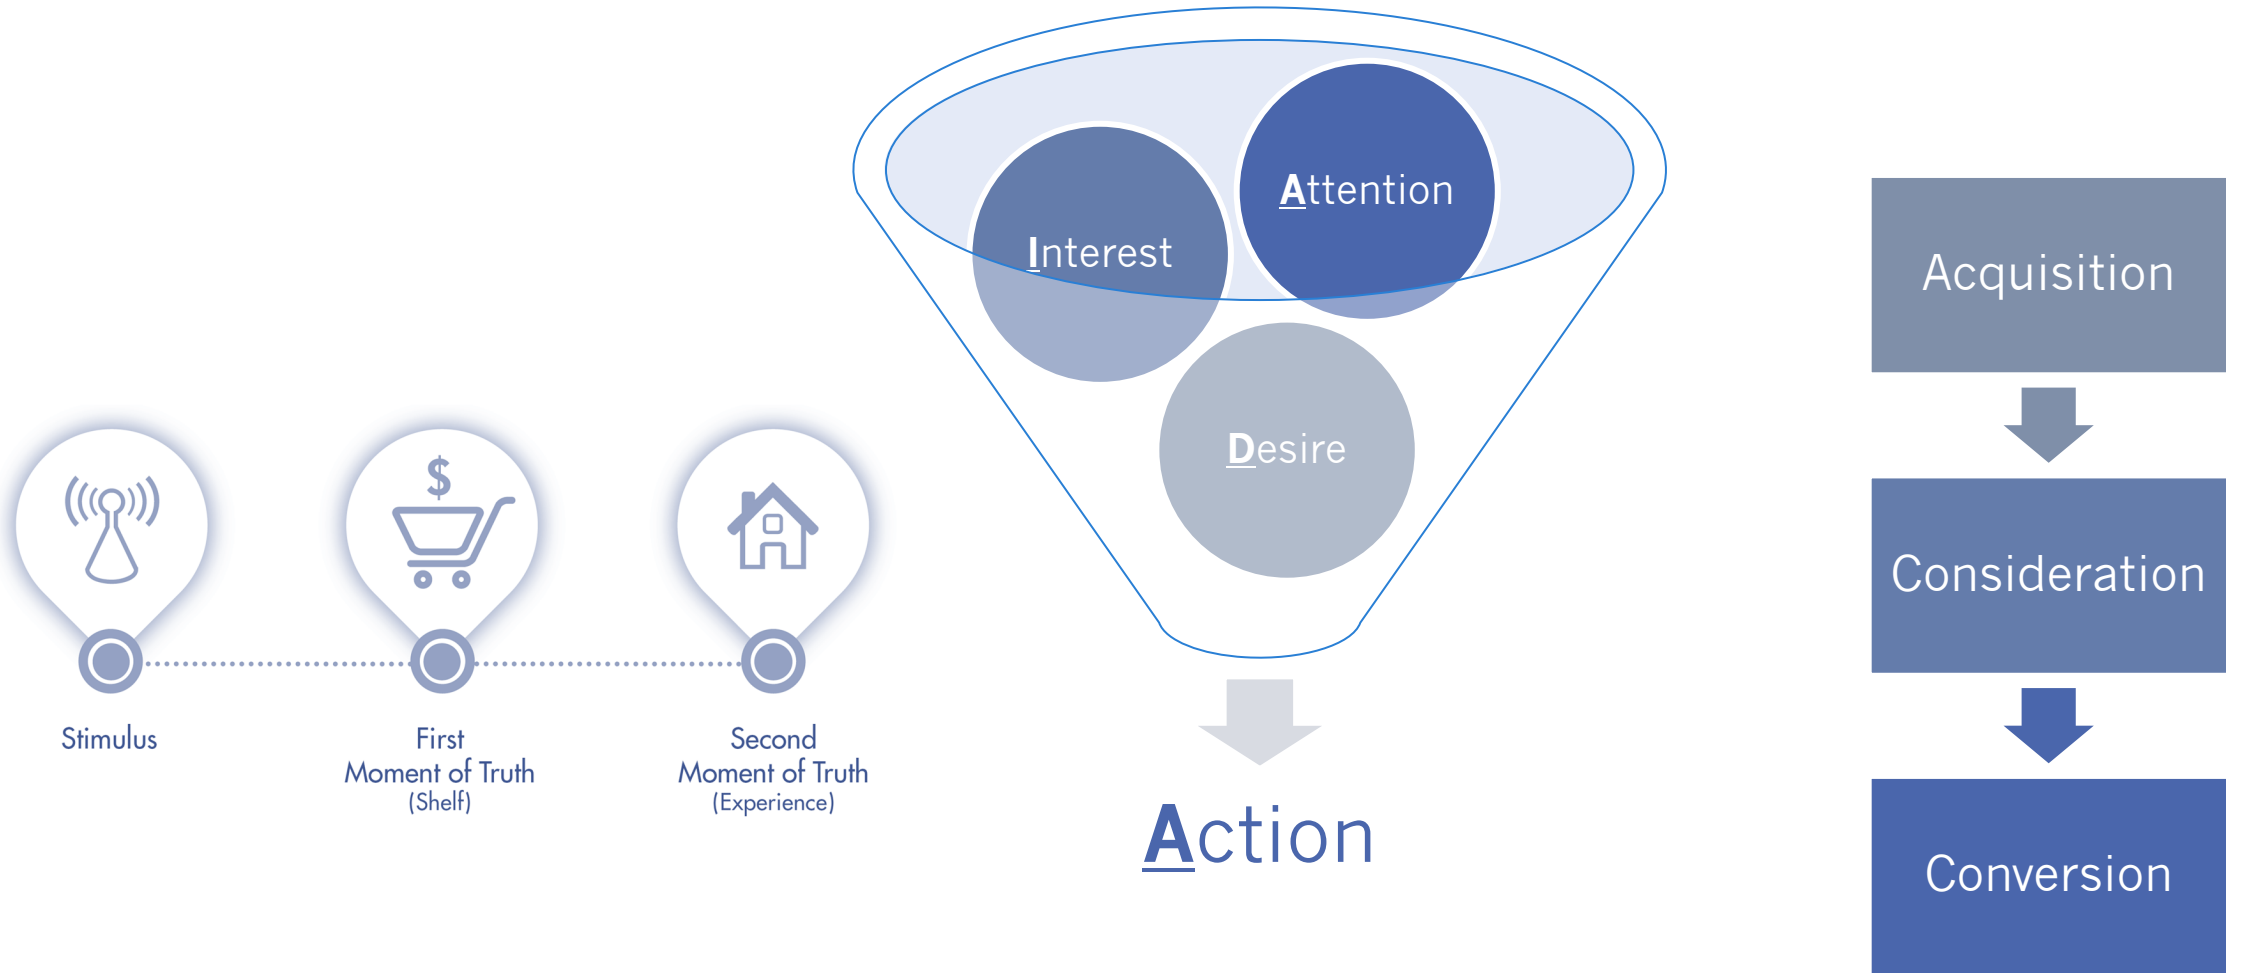 Stimulus
$
First
Moment of Truth
(Shelf)
Second
Moment of Truth
(Experience)
Attention
Interest
Desire
Action
Acquisition
Consideration
Conversion